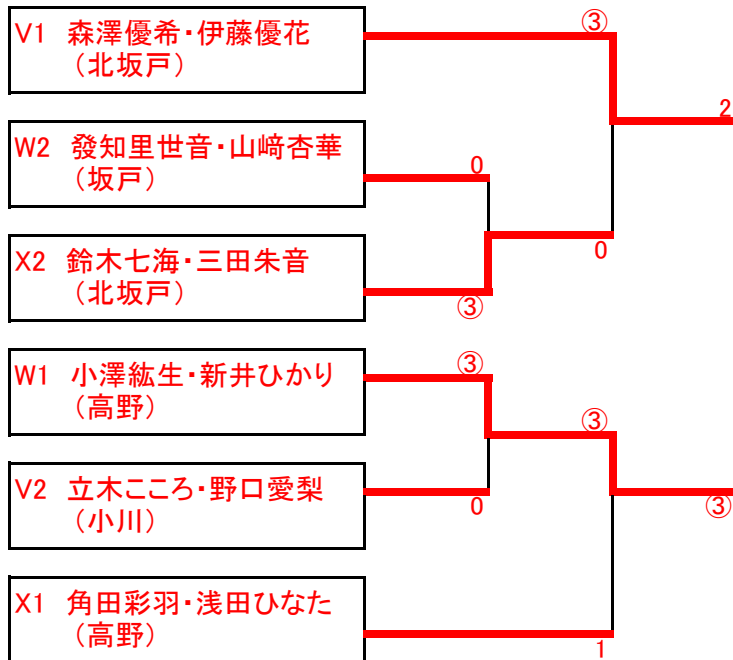 V1 森澤優希・伊藤優花
（北坂戸）
③
2
W2 發知里世音・山﨑杏華
（坂戸）
0
X2 鈴木七海・三田朱音
（北坂戸）
③
0
W1 小澤紘生・新井ひかり
（高野）
③
③
V2 立木こころ・野口愛梨
（小川）
0
③
X1 角田彩羽・浅田ひなた
（高野）
1